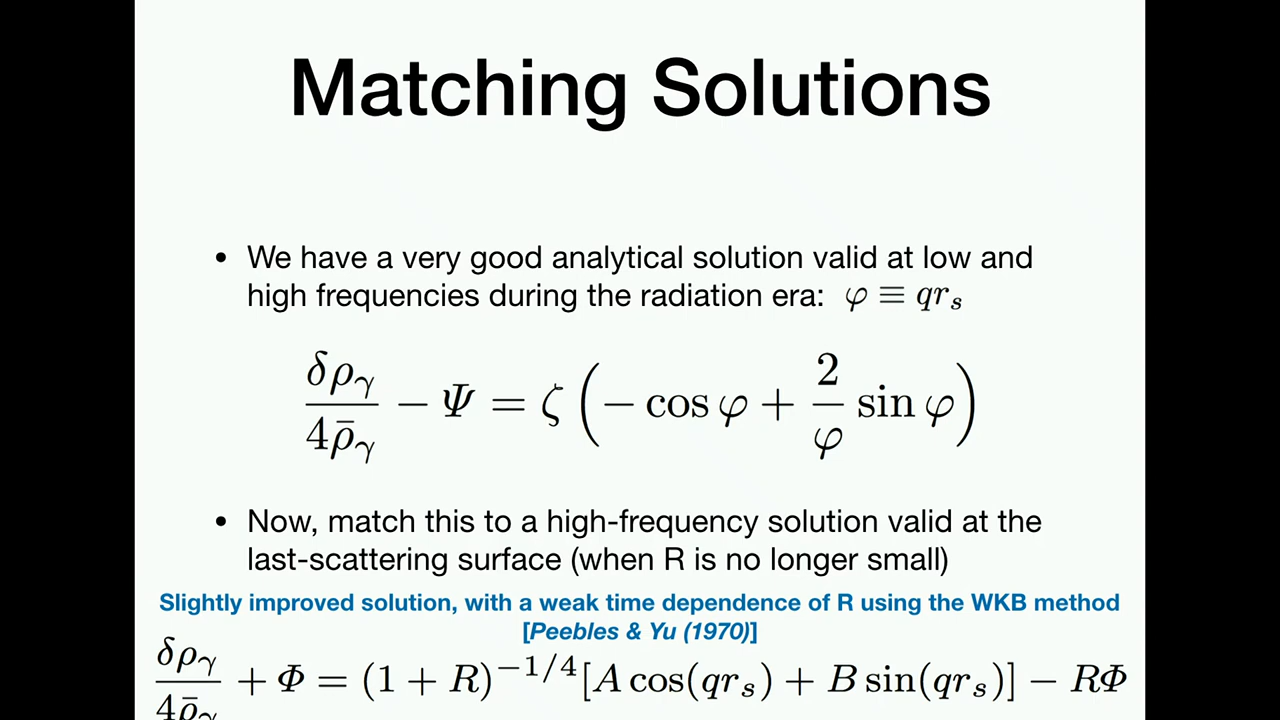 Matching Solutions
• We have a very good analytical solution valid at low and
high frequencies during the radiation era: φ ≡ qr_s
δρ_γ / 4ρ̄_γ − Ψ = ζ ( − cos φ + 2/φ sin φ )
• Now, match this to a high-frequency solution valid at the
last-scattering surface (when R is no longer small)
Slightly improved solution, with a weak time dependence of R using the WKB method
[Peebles & Yu (1970)]
δρ_γ / 4ρ̄_γ + Φ = (1 + R)^{−1/4}[A cos(qr_s) + B sin(qr_s)] − RΦ